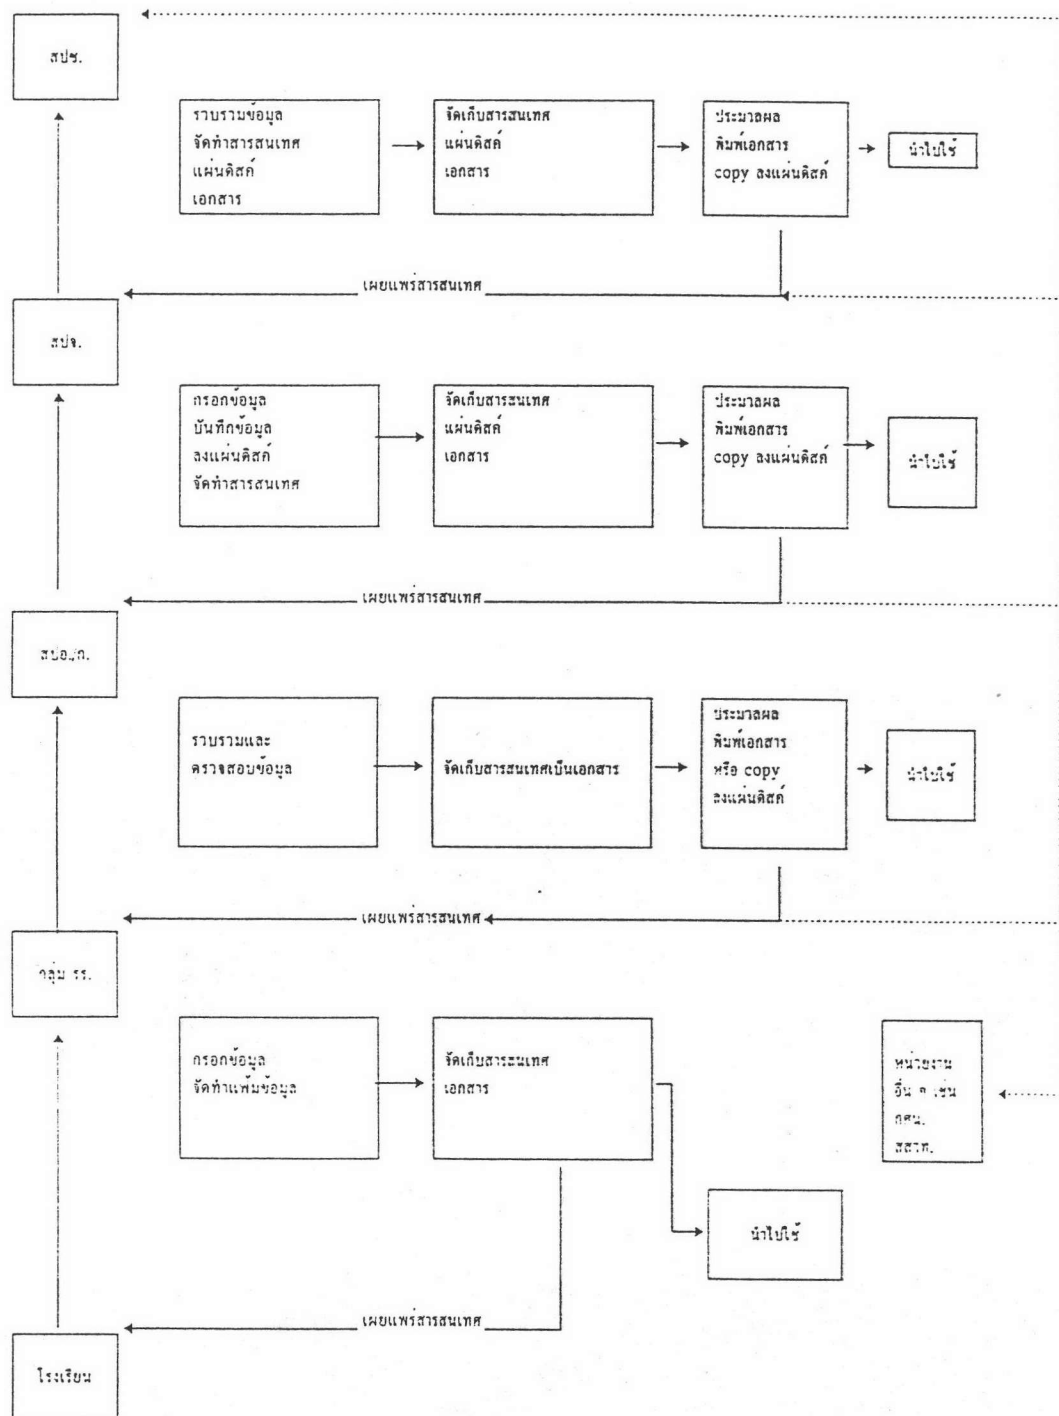 สปช.
รวบรวมข้อมูล
จัดทำสารสนเทศ
แผ่นดิสค์
เอกสาร
จัดเก็บสารสนเทศ
แผ่นดิสค์
เอกสาร
ประมาลผล
พิมพ์เอกสาร
copy ลงแผ่นดิสค์
นำไปใช้
เผยแพร่สารสนเทศ
สปจ.
กรอกข้อมูล
บันทึกข้อมูล
ลงแผ่นดิสค์
จัดทำสารสนเทศ
จัดเก็บสารสนเทศ
แผ่นดิสค์
เอกสาร
ประมาลผล
พิมพ์เอกสาร
copy ลงแผ่นดิสค์
นำไปใช้
เผยแพร่สารสนเทศ
สปอ./ก.
รวบรวมและ
ตรวจสอบข้อมูล
จัดเก็บสารสนเทศเป็นเอกสาร
ประมาลผล
พิมพ์เอกสาร
หรือ copy
ลงแผ่นดิสค์
นำไปใช้
เผยแพร่สารสนเทศ
กลุ่ม รร.
กรอกข้อมูล
จัดทำแฟ้มข้อมูล
จัดเก็บสารสนเทศ
เอกสาร
หน่วยงาน
อื่น ๆ เช่น
กศน.
สสวท.
นำไปใช้
เผยแพร่สารสนเทศ
โรงเรียน